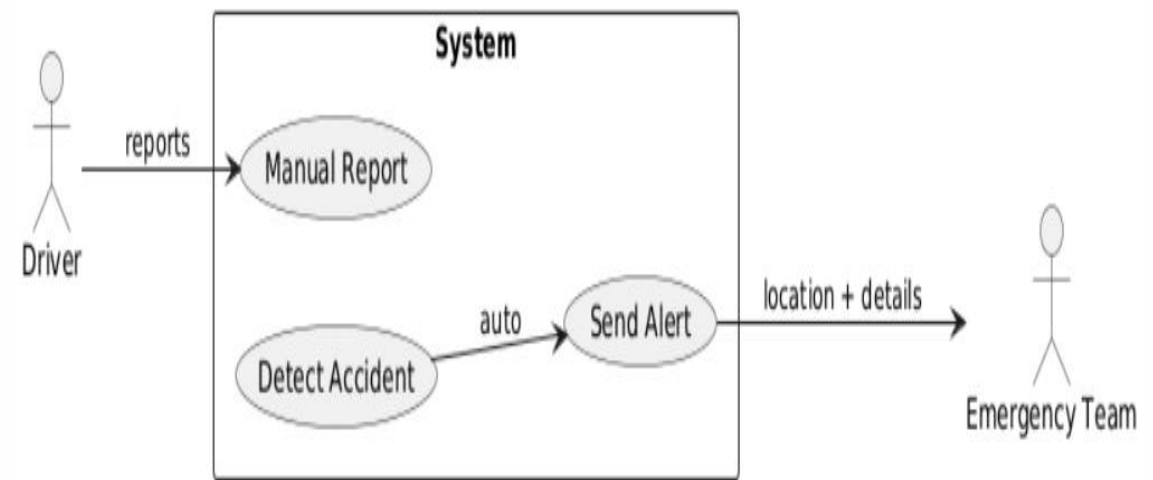 System
reports
Manual Report
Driver
auto
Send Alert
location + details
Detect Accident
Emergency Team